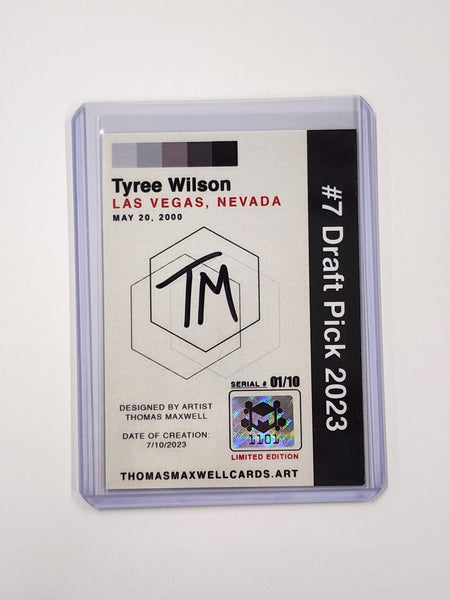 Tyree Wilson
LAS VEGAS, NEVADA
MAY 20, 2000
TM
SERIAL # 01/10
DESIGNED BY ARTIST
THOMAS MAXWELL
DATE OF CREATION:
7/10/2023
M
1101
LIMITED EDITION
THOMASMAXWELLCARDS.ART
#7 Draft Pick 2023